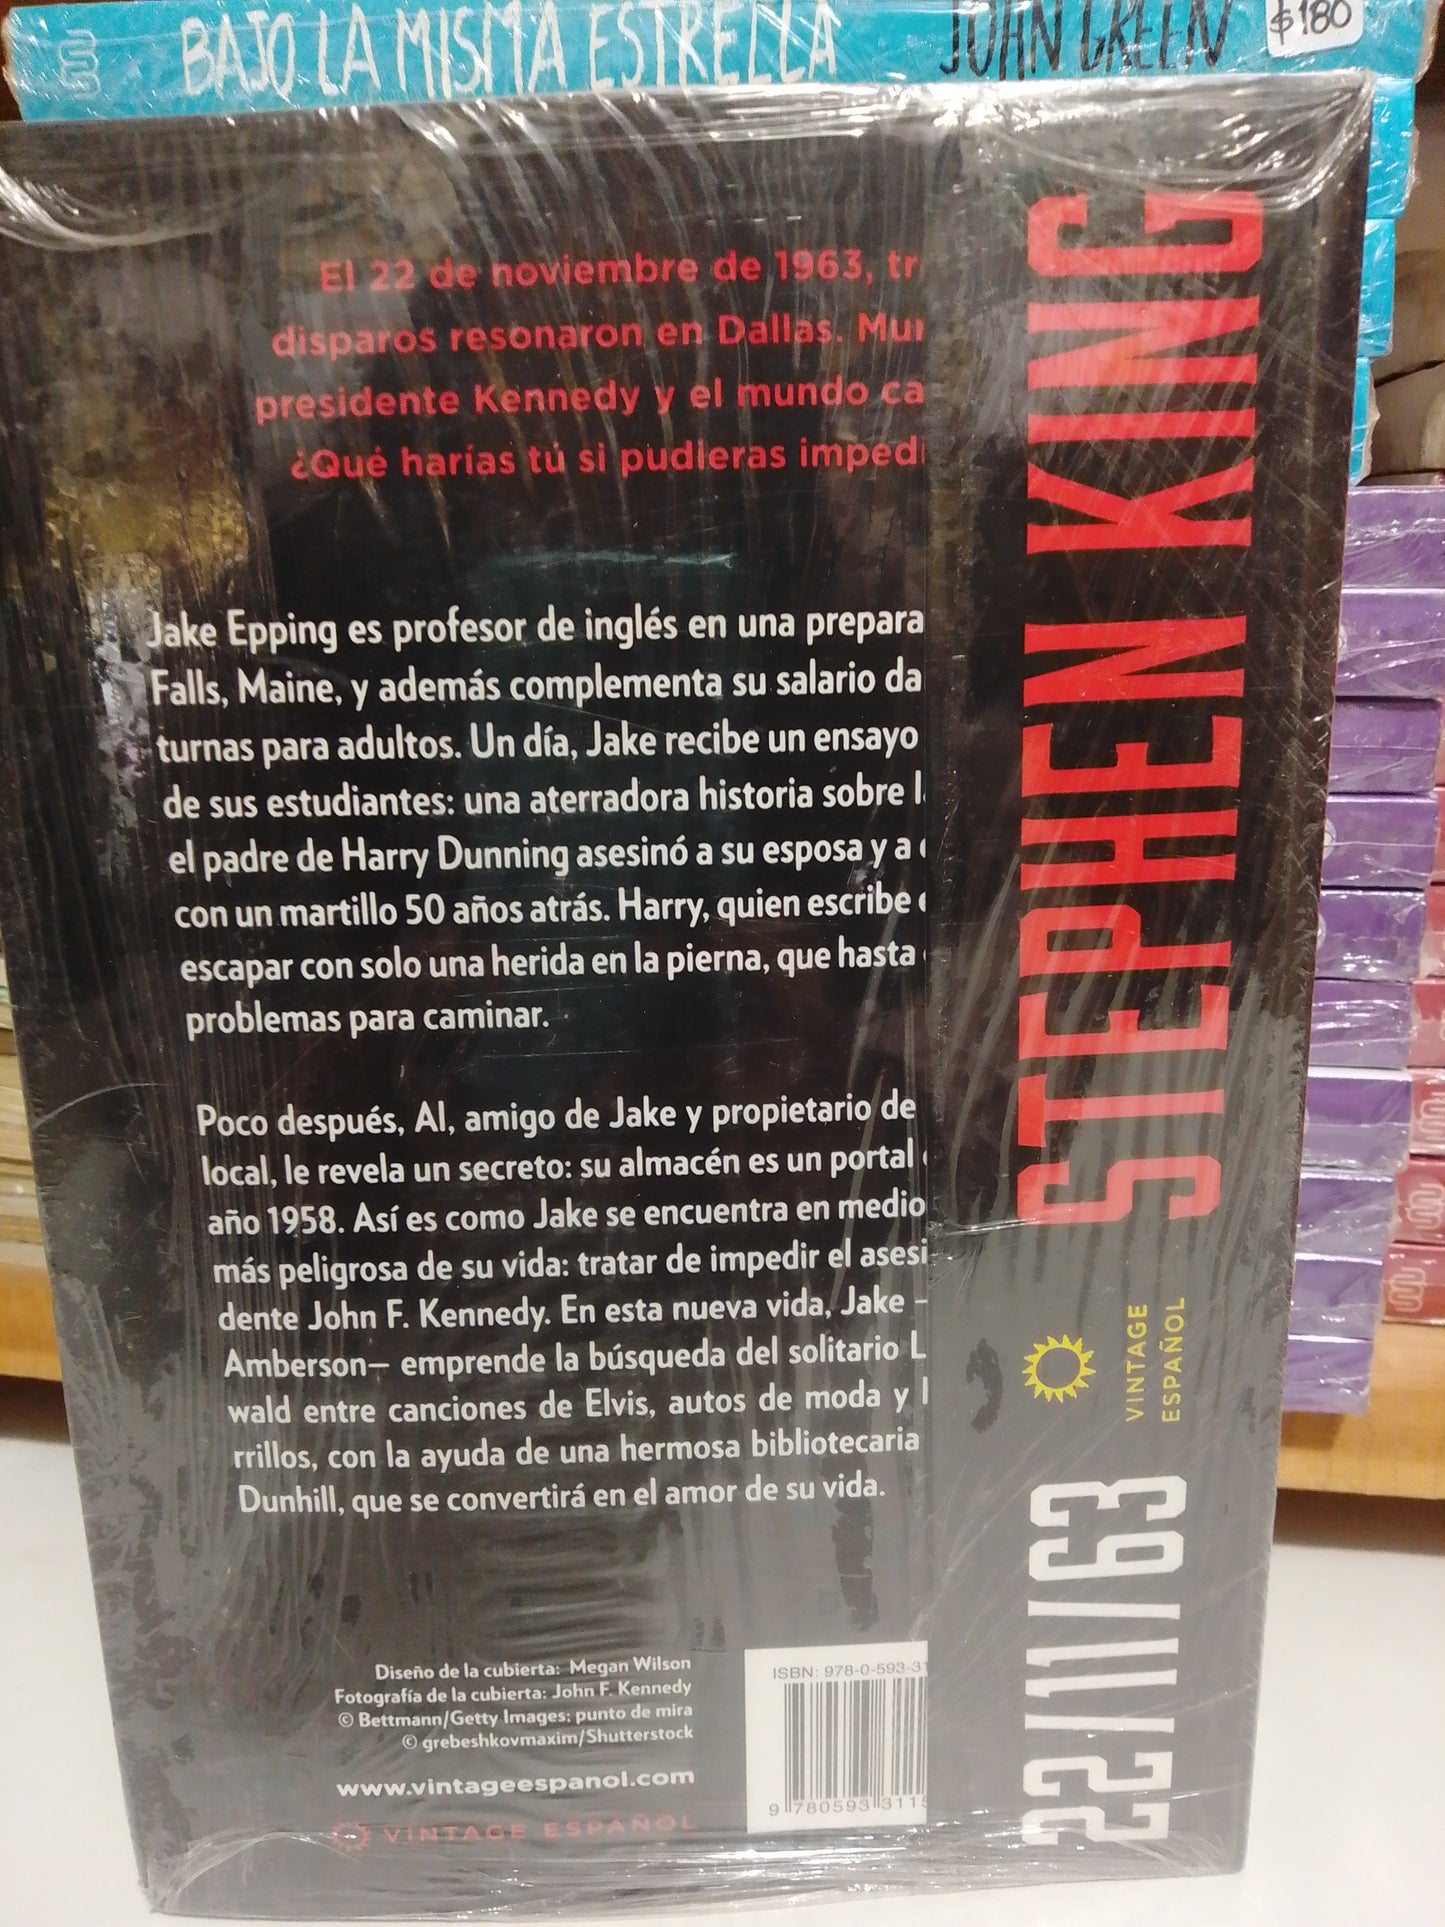 BAJO LA MISMA ESTRELLA JOHN GREEN $180
El 22 de noviembre de 1963,
disparos resonaron en Dallas.
presidente Kennedy y el mundo
¿Qué harías tú si pudieras
Jake Epping es profesor de inglés en una
Falls, Maine, y además complementa su salario
turnas para adultos. Un día, Jake recibe un ensayo
de sus estudiantes: una aterradora historia sobre
el padre de Harry Dunning asesinó a su esposa y a
con un martillo 50 años atrás. Harry, quien escribe
escapar con solo una herida en la pierna, que hasta
problemas para caminar.
Poco después, Al, amigo de Jake y propietario de
local, le revela un secreto: su almacén es un portal
año 1958. Así es como Jake se encuentra en medio
más peligrosa de su vida: tratar de impedir el
dente John F. Kennedy. En esta nueva vida, Jake —
Amberson— emprende la búsqueda del solitario
wald entre canciones de Elvis, autos de moda y
rrillos, con la ayuda de una hermosa bibliotecaria
Dunhill, que se convertirá en el amor de su vida.
Diseño de la cubierta: Megan Wilson
Fotografía de la cubierta: John F. Kennedy
© Bettmann/Getty Images; punto de mira
© grebeshkovmaxim/Shutterstock
www.vintageespanol.com
VINTAGE ESPAÑOL
ISBN: 978-0-593-31
9 780593 311
STEPHEN KING
VINTAGE
ESPAÑOL
22/11/63